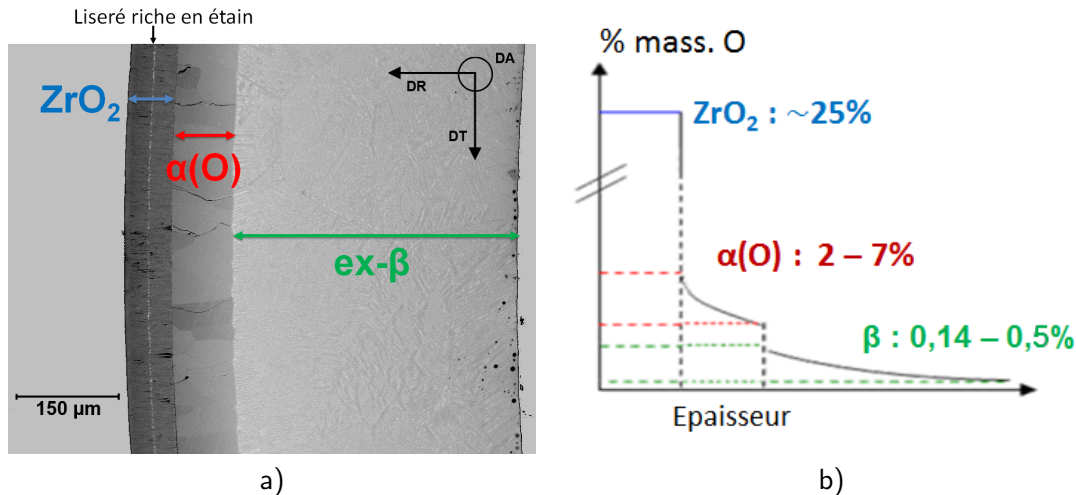 Liseré riche en étain
ZrO₂
α(O)
ex-β
DA
DR
DT
150 µm
a)
% mass. O
ZrO₂ : ~25%
α(O) : 2 – 7%
β : 0,14 – 0,5%
Epaisseur
b)